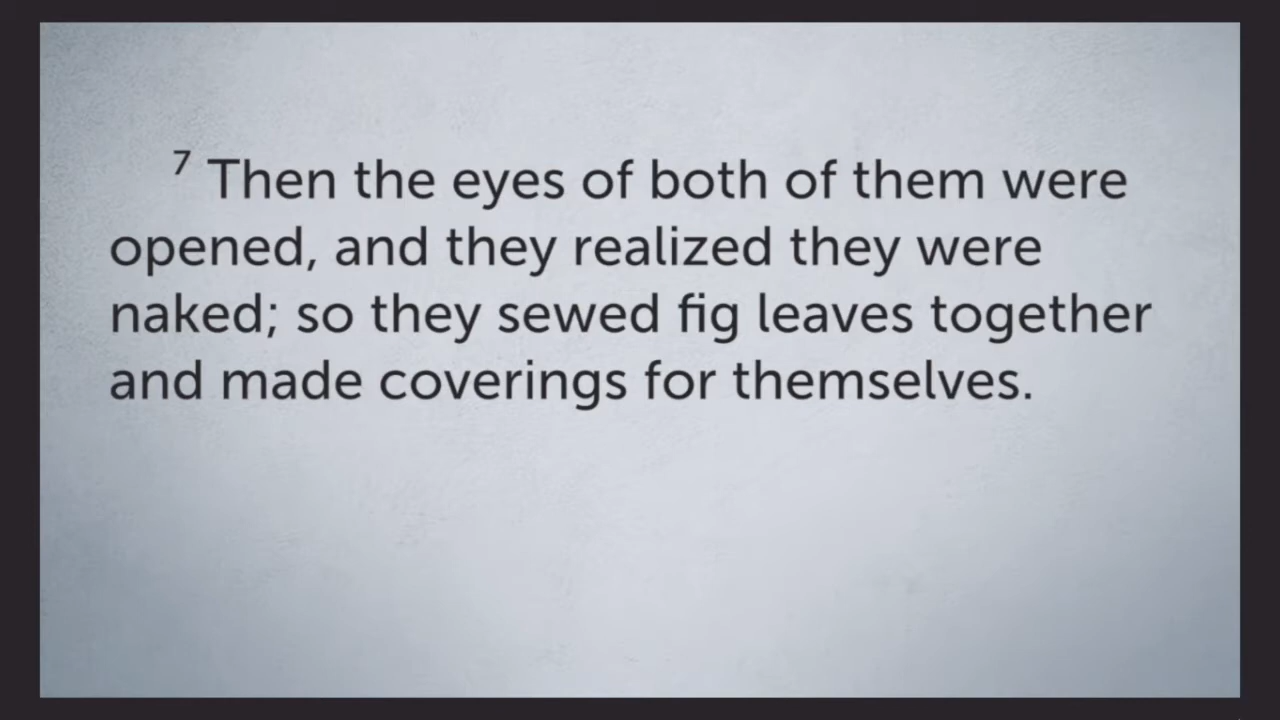 7 Then the eyes of both of them were
opened, and they realized they were
naked; so they sewed fig leaves together
and made coverings for themselves.